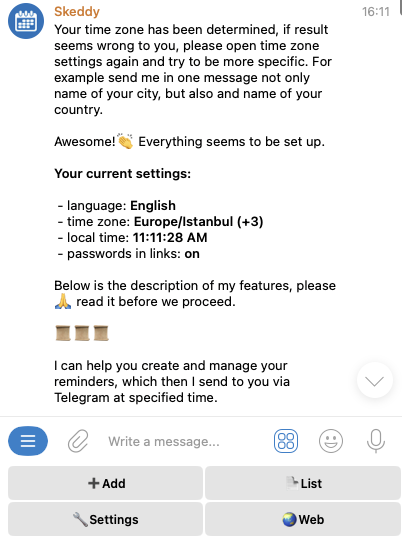 Skeddy 16:11
Your time zone has been determined, if result
seems wrong to you, please open time zone
settings again and try to be more specific. For
example send me in one message not only
name of your city, but also and name of your
country.
Awesome!👏 Everything seems to be set up.
Your current settings:
- language: English
- time zone: Europe/Istanbul (+3)
- local time: 11:11:28 AM
- passwords in links: on
Below is the description of my features, please
🙏 read it before we proceed.
📜📜📜
I can help you create and manage your
reminders, which then I send to you via
Telegram at specified time.
Write a message...
➕Add
📝List
🔧Settings
🌏Web